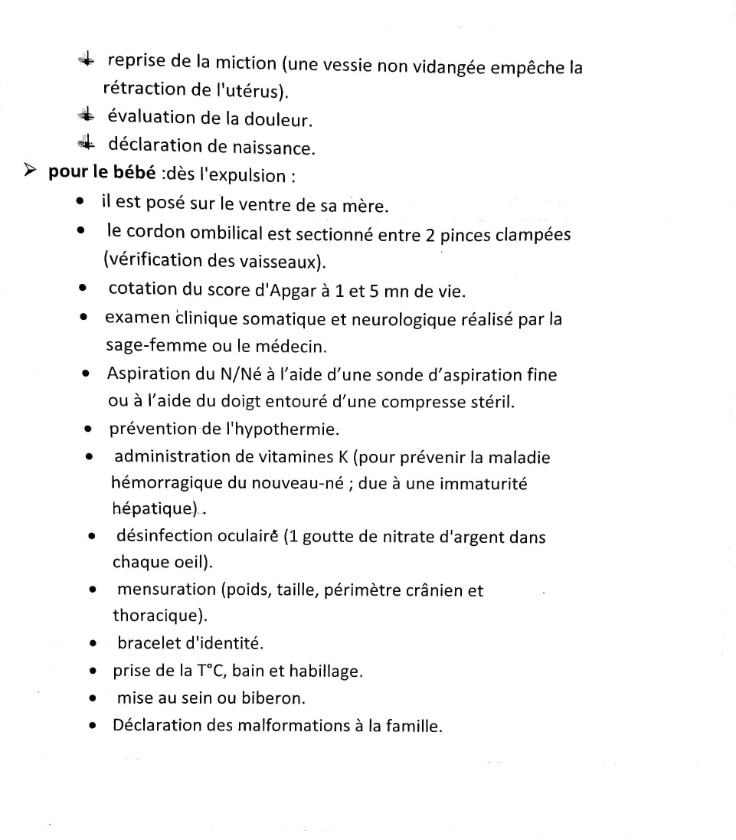 reprise de la miction (une vessie non vidangée empêche la
rétraction de l'utérus).
évaluation de la douleur.
déclaration de naissance.
➢ pour le bébé :dès l'expulsion :
• il est posé sur le ventre de sa mère.
• le cordon ombilical est sectionné entre 2 pinces clampées
(vérification des vaisseaux).
• cotation du score d'Apgar à 1 et 5 mn de vie.
• examen clinique somatique et neurologique réalisé par la
sage-femme ou le médecin.
• Aspiration du N/Né à l'aide d'une sonde d'aspiration fine
ou à l'aide du doigt entouré d'une compresse stéril.
• prévention de l'hypothermie.
• administration de vitamines K (pour prévenir la maladie
hémorragique du nouveau-né ; due à une immaturité
hépatique).
• désinfection oculaire (1 goutte de nitrate d'argent dans
chaque oeil).
• mensuration (poids, taille, périmètre crânien et
thoracique).
• bracelet d'identité.
• prise de la T°C, bain et habillage.
• mise au sein ou biberon.
• Déclaration des malformations à la famille.